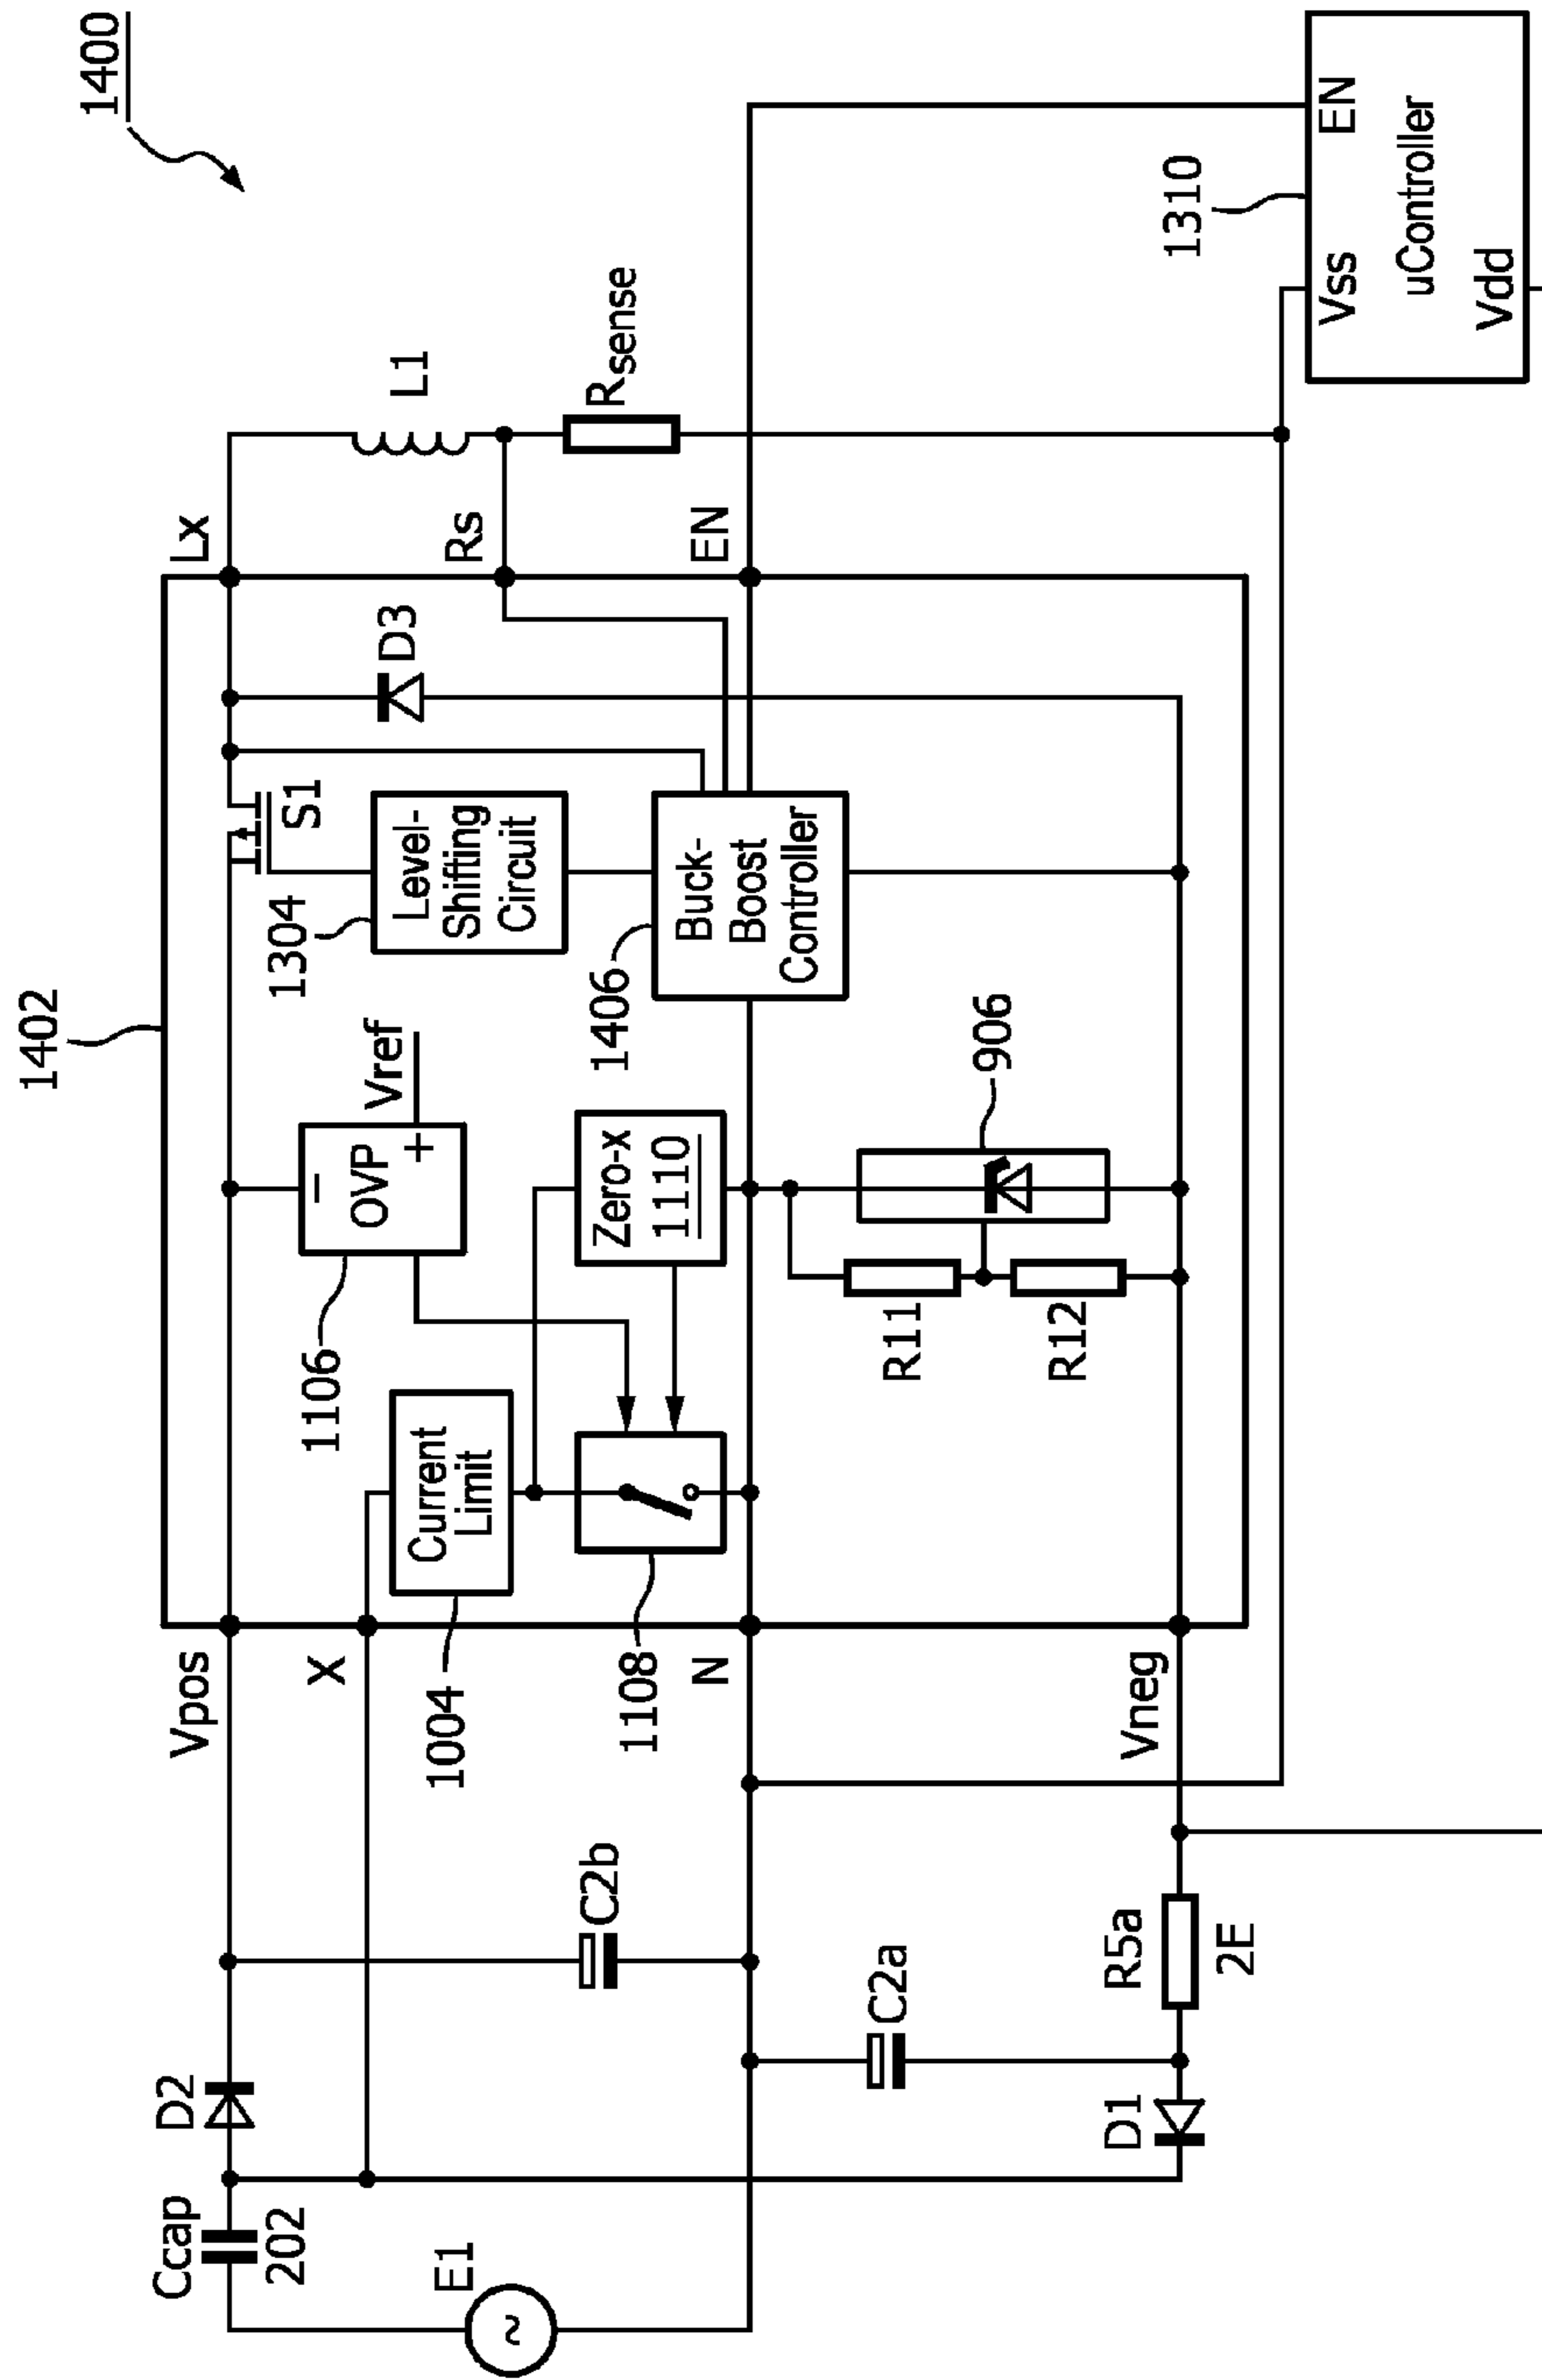 1400
1402
Ccap
202
E1
D2
D1
C2b
C2a
R5a
2E
Vpos
X
N
Vneg
1004
Current
Limit
1108
1106
−
OVP
+
Vref
Zero-x
1110
R11
R12
906
1304
Level-
Shifting
Circuit
1406
Buck-
Boost
Controller
S1
D3
Lx
Rs
EN
L1
Rsense
1310
Vss
EN
uController
Vdd
~